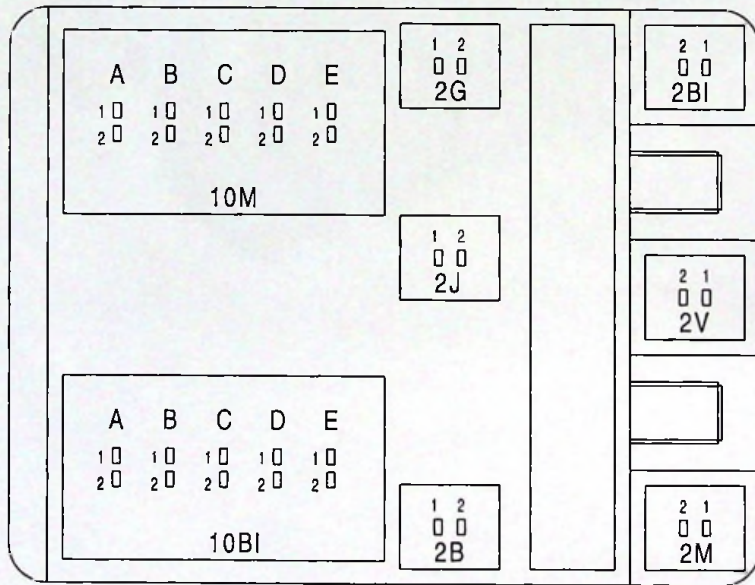 A B C D E
1 1 1 1 1
2 2 2 2 2
10M
1 2
2G
2 1
2BI
1 2
2J
2 1
2V
A B C D E
1 1 1 1 1
2 2 2 2 2
10BI
1 2
2B
2 1
2M